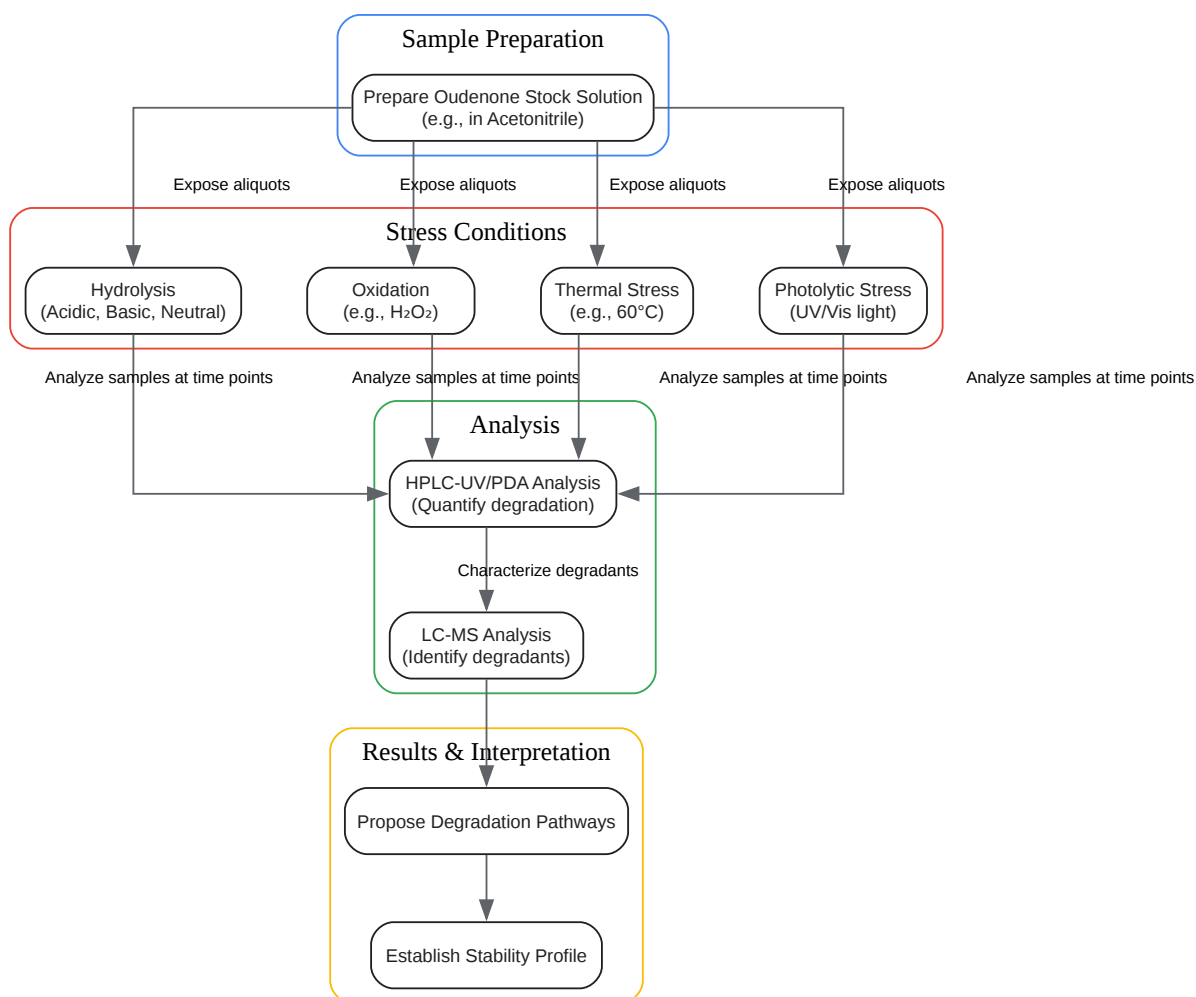 Sample Preparation
Prepare Oudenone Stock Solution
(e.g., in Acetonitrile)
Expose aliquots
Expose aliquots
Expose aliquots
Expose aliquots
Stress Conditions
Hydrolysis
(Acidic, Basic, Neutral)
Oxidation
(e.g., H₂O₂)
Thermal Stress
(e.g., 60°C)
Photolytic Stress
(UV/Vis light)
Analyze samples at time points
Analyze samples at time points
Analyze samples at time points
Analyze samples at time points
Analysis
HPLC-UV/PDA Analysis
(Quantify degradation)
Characterize degradants
LC-MS Analysis
(Identify degradants)
Results & Interpretation
Propose Degradation Pathways
Establish Stability Profile